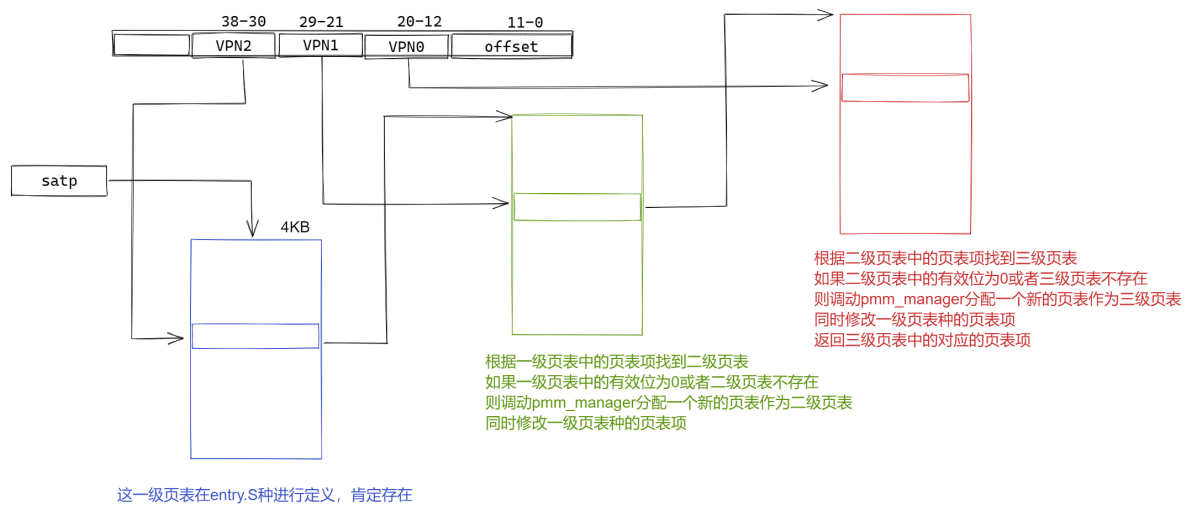 38-30 29-21 20-12 11-0
VPN2 VPN1 VPN0 offset
satp
4KB
这一级页表在entry.S种进行定义，肯定存在
根据一级页表中的页表项找到二级页表
如果一级页表中的有效位为0或者二级页表不存在
则调动pmm_manager分配一个新的页表作为二级页表
同时修改一级页表种的页表项
根据二级页表中的页表项找到三级页表
如果二级页表中的有效位为0或者三级页表不存在
则调动pmm_manager分配一个新的页表作为三级页表
同时修改一级页表种的页表项
返回三级页表中的对应的页表项